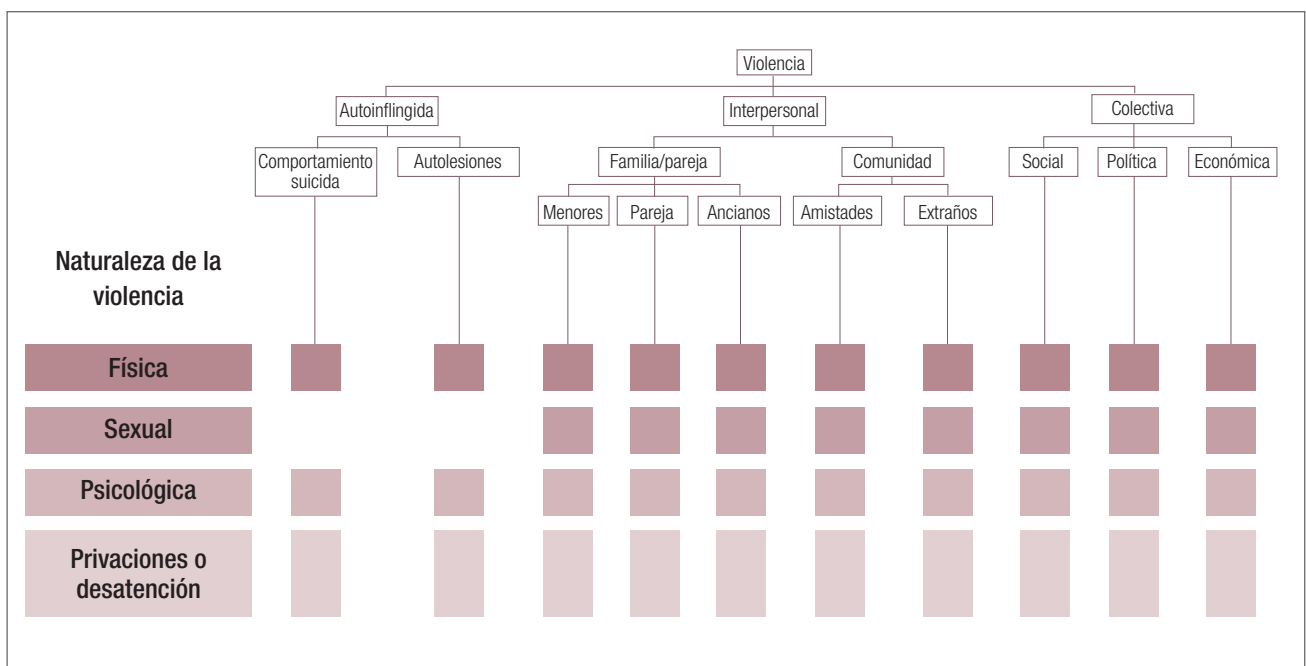 Violencia
Autoinflingida
Interpersonal
Colectiva
Comportamiento
suicida
Autolesiones
Familia/pareja
Comunidad
Social
Política
Económica
Menores
Pareja
Ancianos
Amistades
Extraños
Naturaleza de la
violencia
Física
Sexual
Psicológica
Privaciones o
desatención